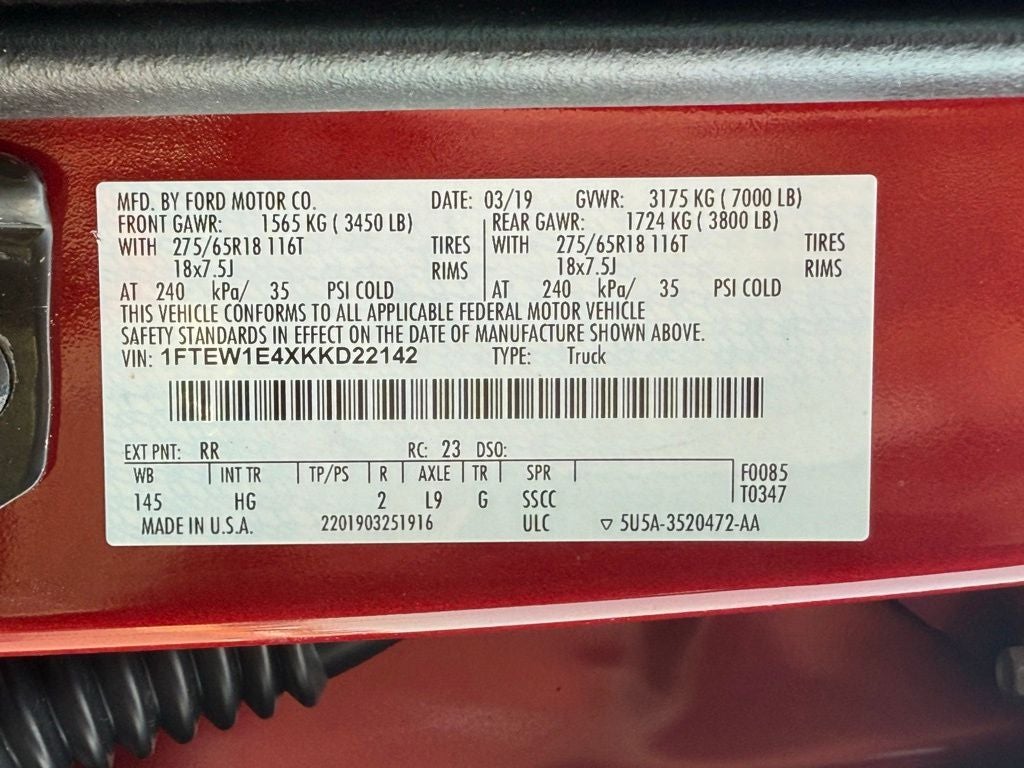 MFD. BY FORD MOTOR CO. DATE: 03/19 GVWR: 3175 KG ( 7000 LB)
FRONT GAWR: 1565 KG ( 3450 LB) REAR GAWR: 1724 KG ( 3800 LB)
WITH 275/65R18 116T TIRES WITH 275/65R18 116T TIRES
18x7.5J RIMS 18x7.5J RIMS
AT 240 kPa/ 35 PSI COLD AT 240 kPa/ 35 PSI COLD
THIS VEHICLE CONFORMS TO ALL APPLICABLE FEDERAL MOTOR VEHICLE
SAFETY STANDARDS IN EFFECT ON THE DATE OF MANUFACTURE SHOWN ABOVE.
VIN: 1FTEW1E4XKKD22142 TYPE: Truck
EXT PNT: RR RC: 23 DSO:
WB INT TR TP/PS R AXLE TR SPR F0085
145 HG 2 L9 G SSCC T0347
MADE IN U.S.A. 2201903251916 ULC ▽ 5U5A-3520472-AA